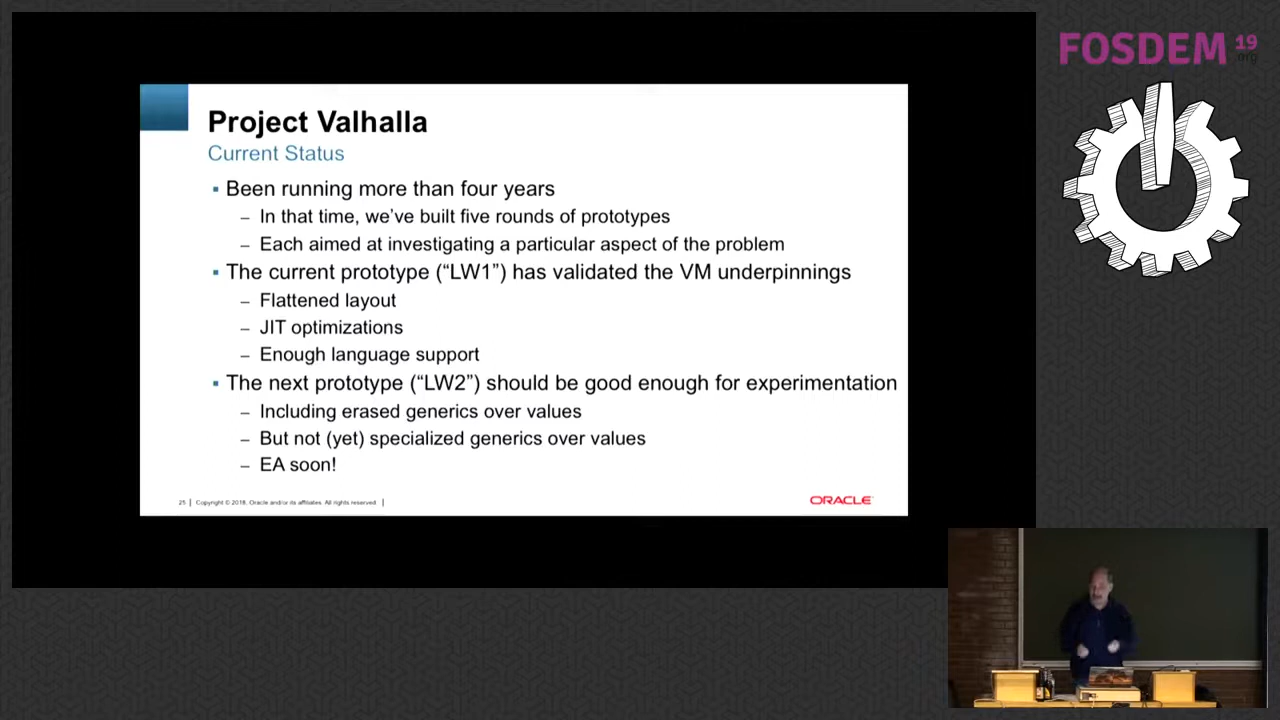 FOSDEM 19
.org
Project Valhalla
Current Status
▪ Been running more than four years
– In that time, we’ve built five rounds of prototypes
– Each aimed at investigating a particular aspect of the problem
▪ The current prototype (“LW1”) has validated the VM underpinnings
– Flattened layout
– JIT optimizations
– Enough language support
▪ The next prototype (“LW2”) should be good enough for experimentation
– Including erased generics over values
– But not (yet) specialized generics over values
– EA soon!
25 | Copyright © 2018, Oracle and/or its affiliates. All rights reserved. |
ORACLE